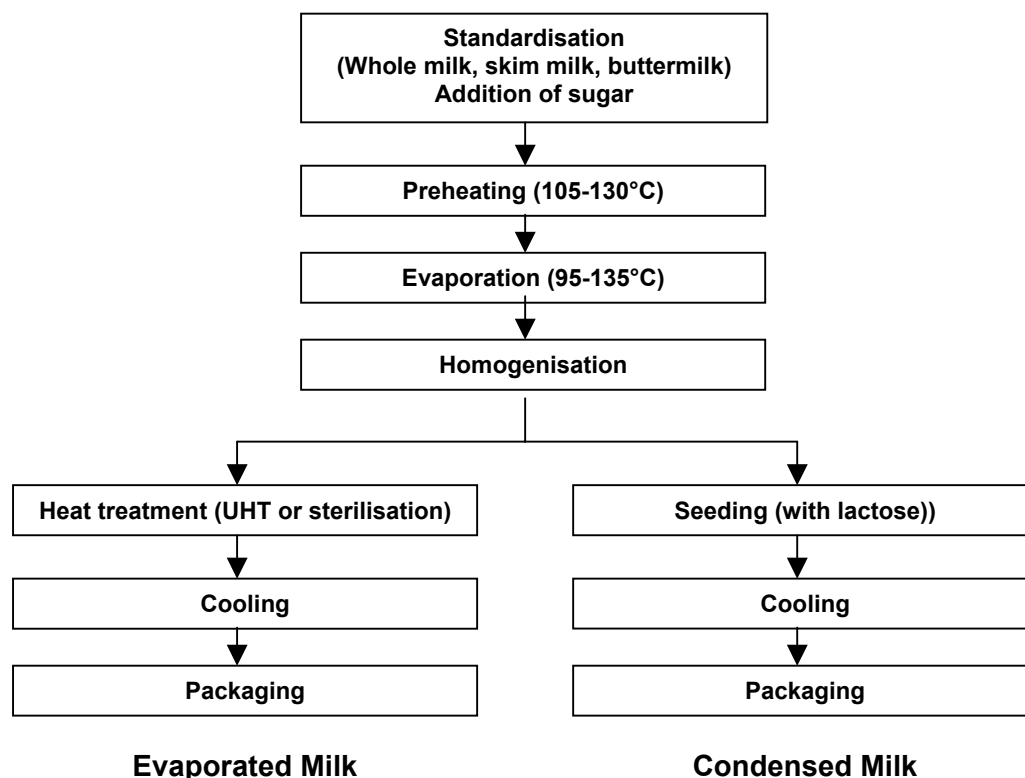 Standardisation
(Whole milk, skim milk, buttermilk)
Addition of sugar
Preheating (105-130°C)
Evaporation (95-135°C)
Homogenisation
Heat treatment (UHT or sterilisation)
Cooling
Packaging
Evaporated Milk
Seeding (with lactose))
Cooling
Packaging
Condensed Milk